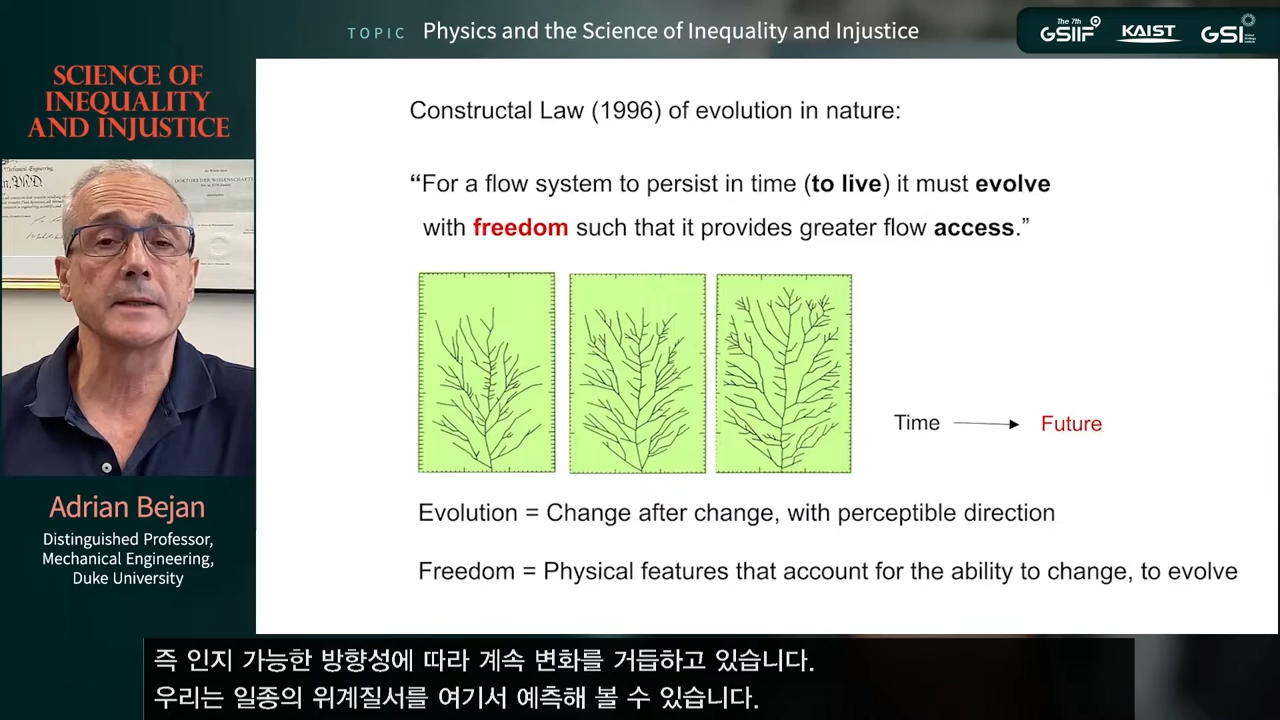 TOPIC Physics and the Science of Inequality and Injustice
The 7th
GSIIF KAIST GSI
SCIENCE OF
INEQUALITY
AND INJUSTICE
Constructal Law (1996) of evolution in nature:
“For a flow system to persist in time (to live) it must evolve
with freedom such that it provides greater flow access.”
Time Future
Adrian Bejan
Distinguished Professor,
Mechanical Engineering,
Duke University
Evolution = Change after change, with perceptible direction
Freedom = Physical features that account for the ability to change, to evolve
즉 인지 가능한 방향성에 따라 계속 변화를 거듭하고 있습니다.
우리는 일종의 위계질서를 여기서 예측해 볼 수 있습니다.